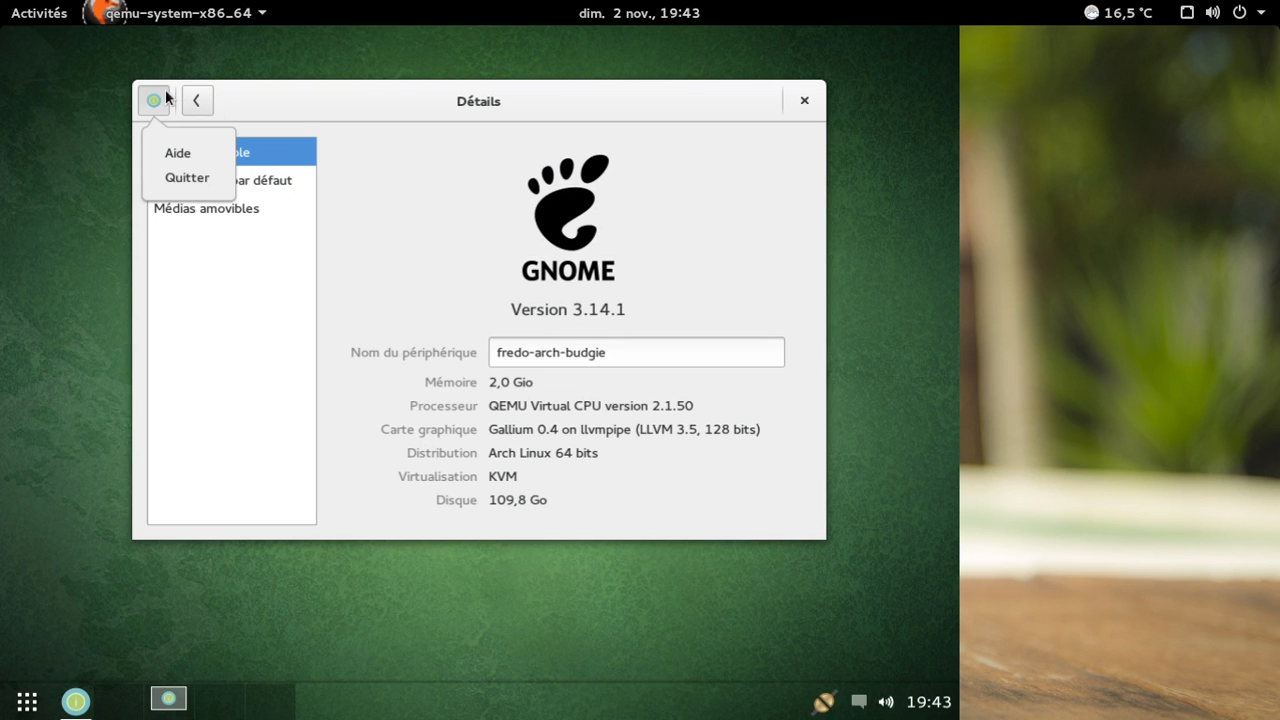 Activités
qemu-system-x86_64
dim. 2 nov., 19:43
16,5 °C
Détails
Aide
Quitter
ble
par défaut
Médias amovibles
GNOME
Version 3.14.1
Nom du périphérique fredo-arch-budgie
Mémoire 2,0 Gio
Processeur QEMU Virtual CPU version 2.1.50
Carte graphique Gallium 0.4 on llvmpipe (LLVM 3.5, 128 bits)
Distribution Arch Linux 64 bits
Virtualisation KVM
Disque 109,8 Go
19:43